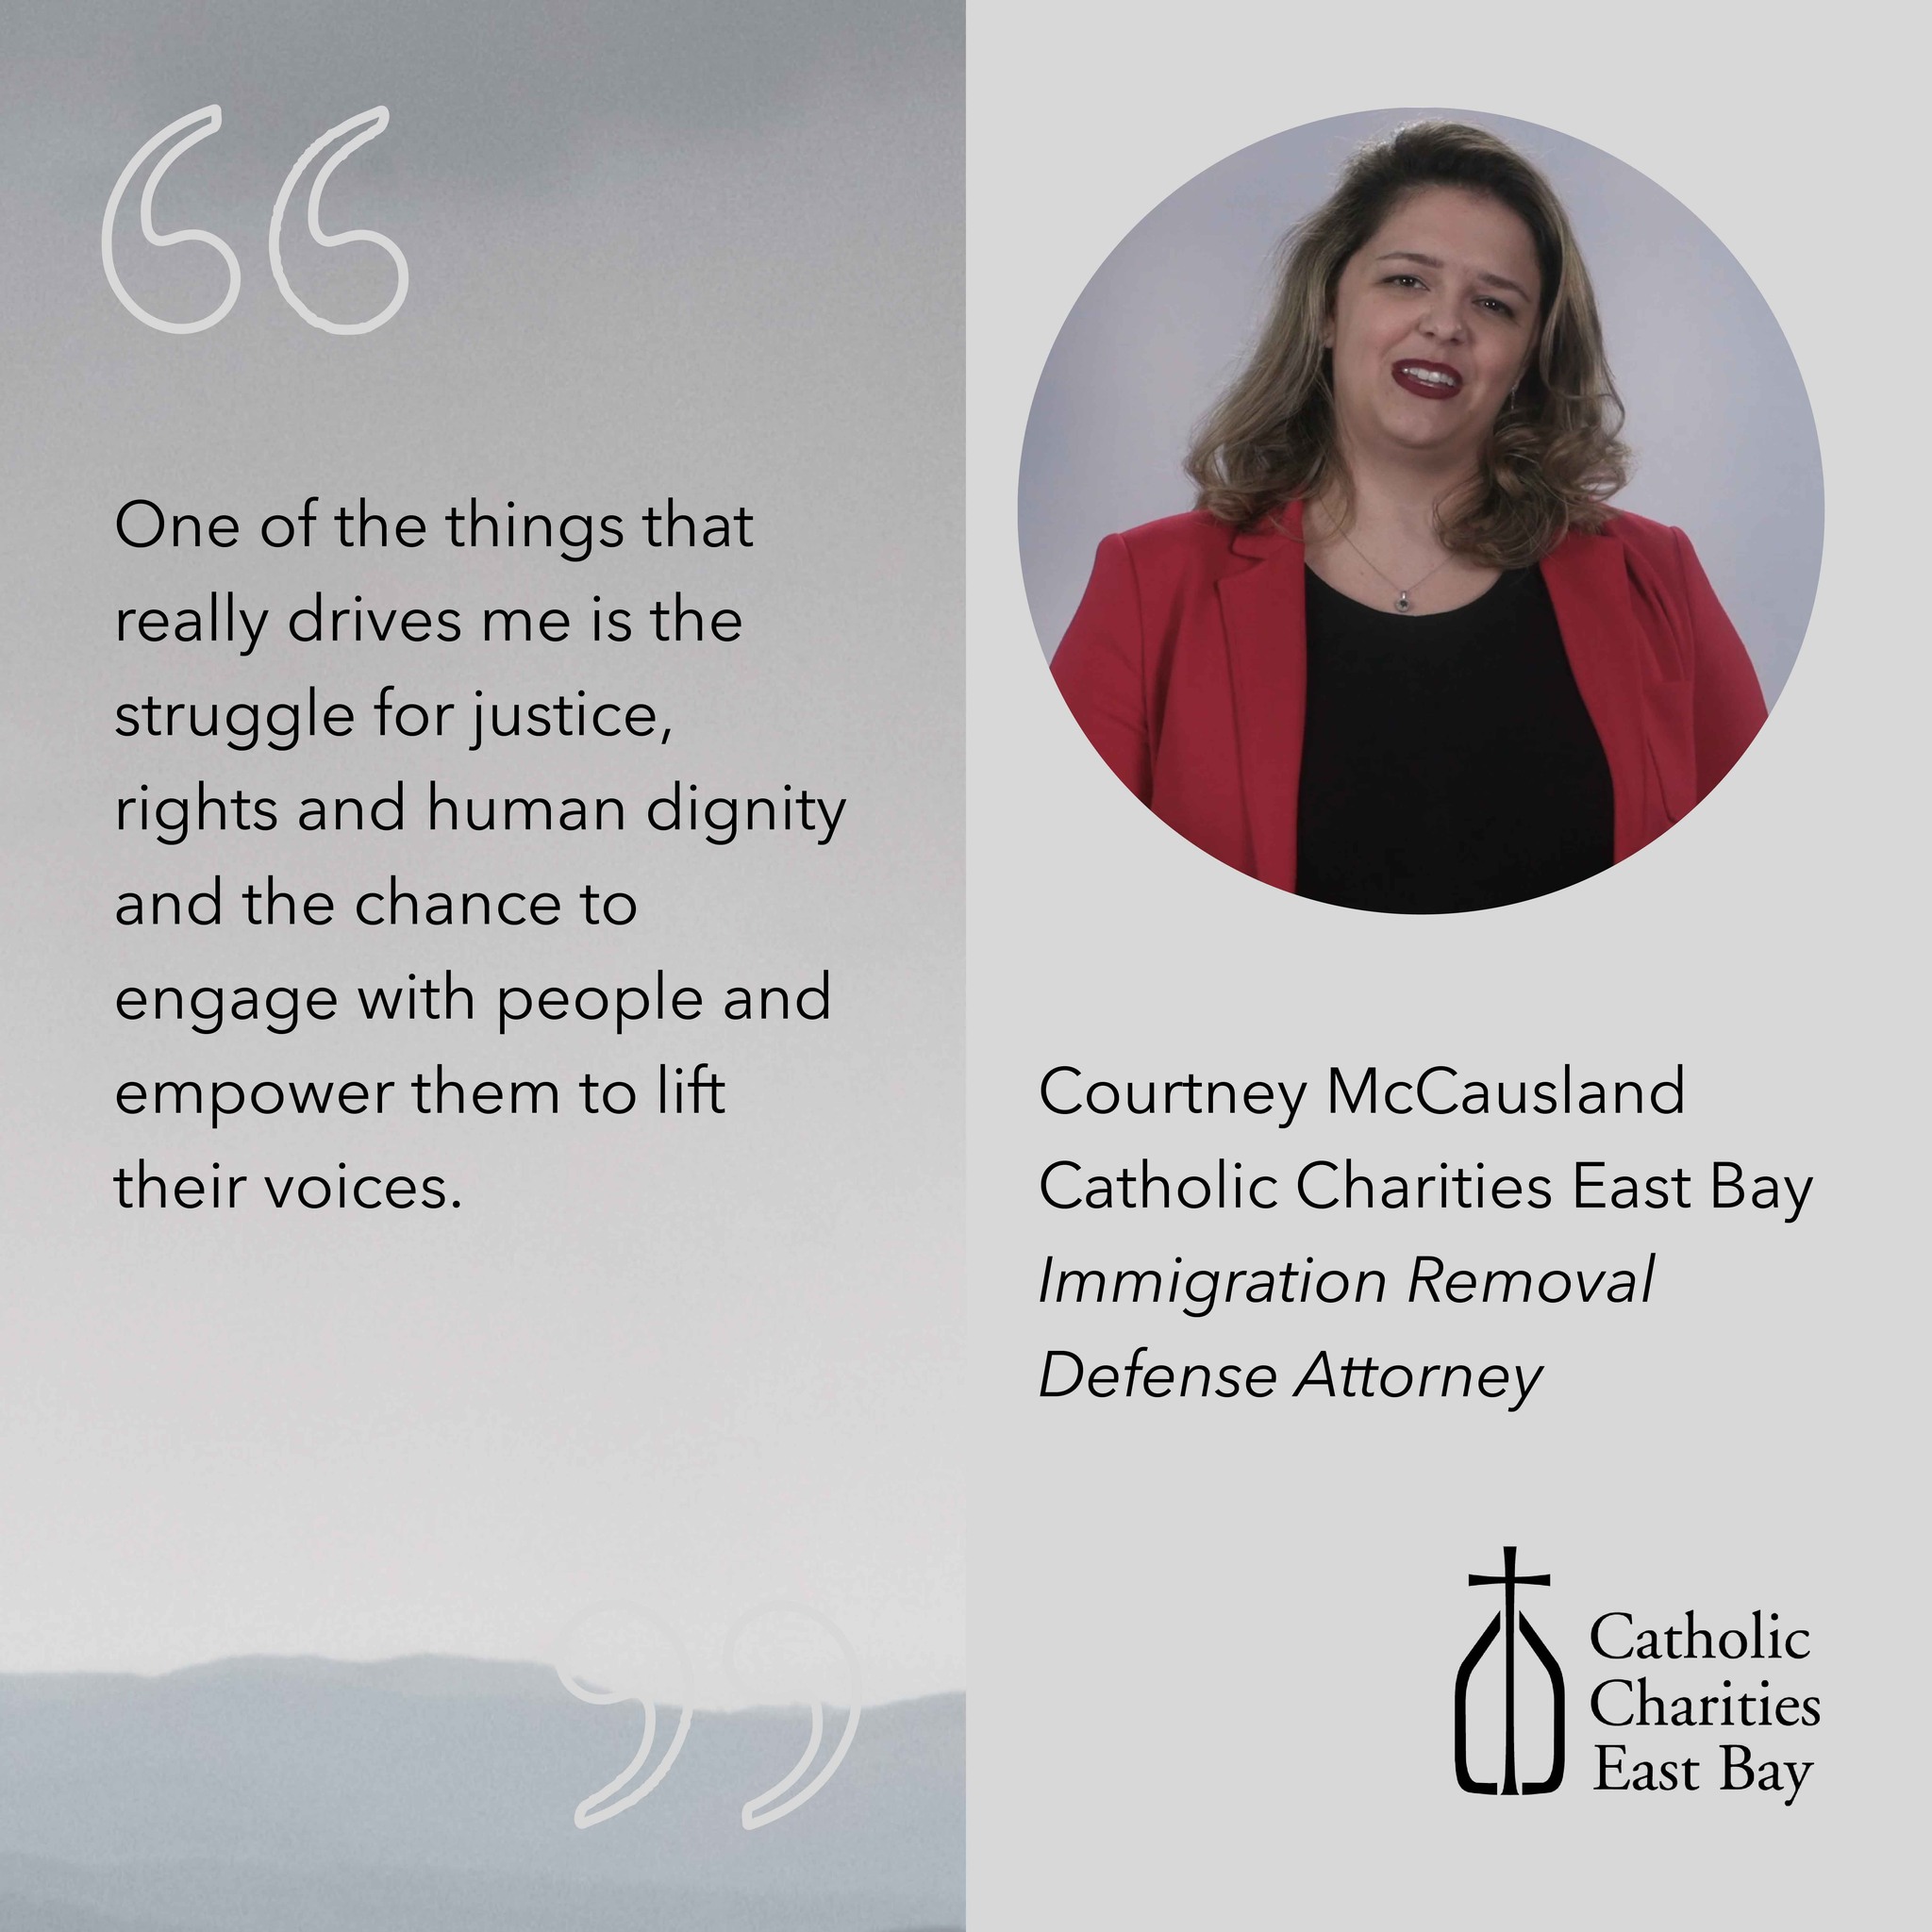 One of the things that
really drives me is the
struggle for justice,
rights and human dignity
and the chance to
engage with people and
empower them to lift
their voices.
Courtney McCausland
Catholic Charities East Bay
Immigration Removal
Defense Attorney
Catholic
Charities
East Bay